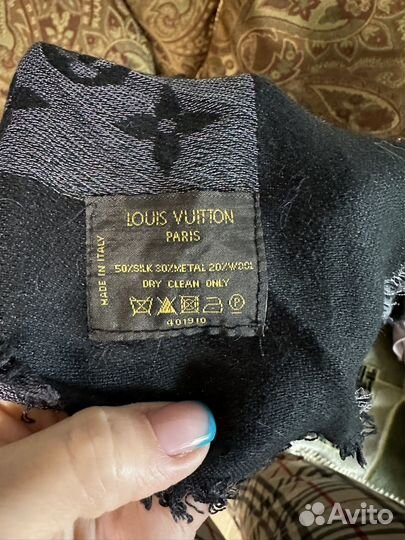 LOUIS VUITTON
PARIS
50%SILK 30%METAL 20%WOOL
DRY CLEAN ONLY
401910
MADE IN ITALY
Avito